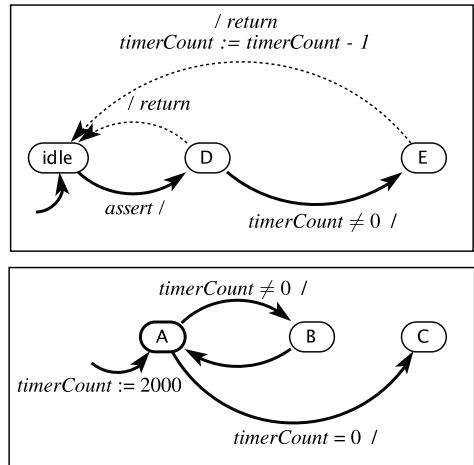 / return
timerCount := timerCount - 1
/ return
idle
D
E
assert /
timerCount ≠ 0 /
timerCount ≠ 0 /
A
B
C
timerCount := 2000
timerCount = 0 /